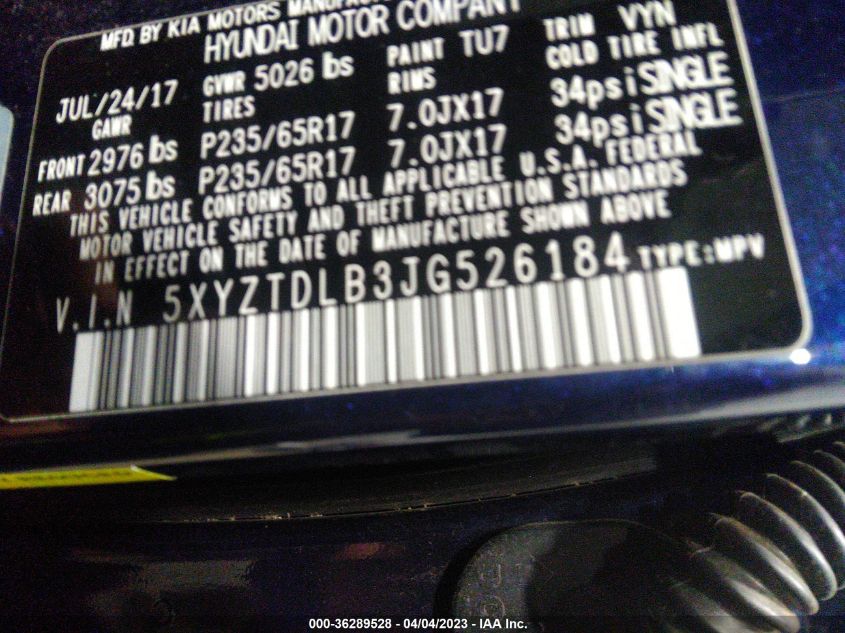 MFD. BY KIA MOTORS MANUFACTURING
HYUNDAI MOTOR COMPANY
JUL/24/17 GVWR 5026 lbs PAINT TU7 TRIM VYN
GAWR TIRES RIMS COLD TIRE INFL
FRONT 2976 lbs P235/65R17 7.0JX17 34psi SINGLE
REAR 3075 lbs P235/65R17 7.0JX17 34psi SINGLE
THIS VEHICLE CONFORMS TO ALL APPLICABLE U.S.A. FEDERAL
MOTOR VEHICLE SAFETY AND THEFT PREVENTION STANDARDS
IN EFFECT ON THE DATE OF MANUFACTURE SHOWN ABOVE
V.I.N 5XYZTDLB3JG526184 TYPE:MPV
000-36289528 - 04/04/2023 - IAA Inc.